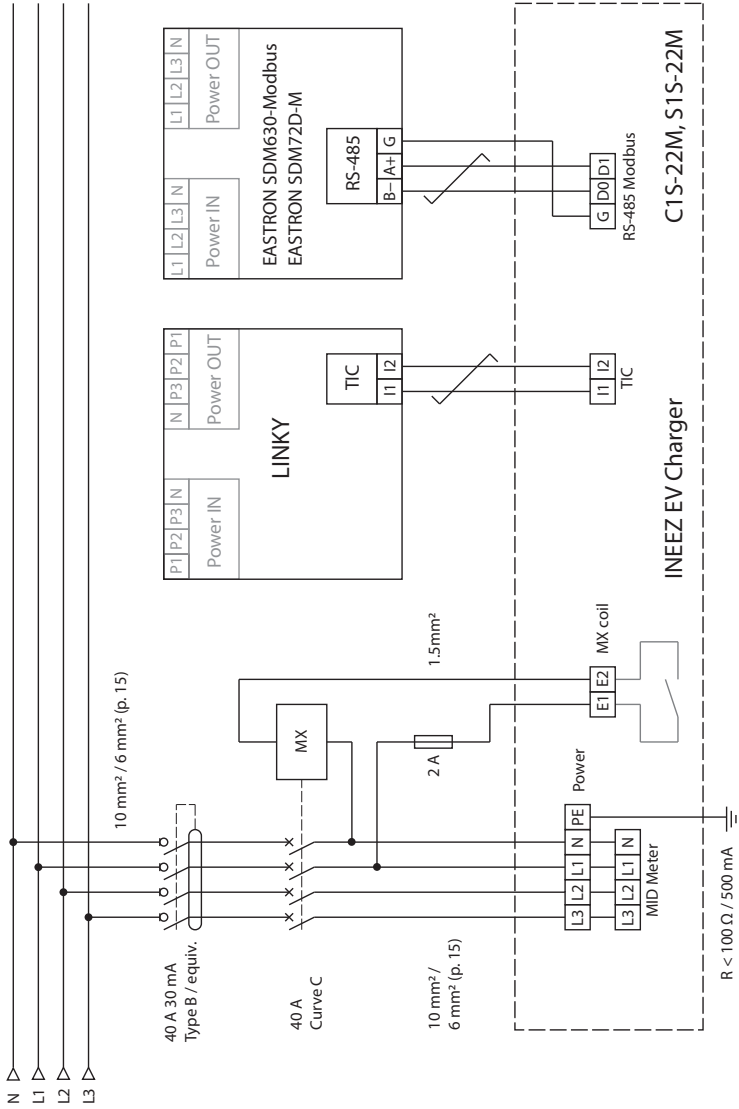 N
L1
L2
L3
40 A 30 mA
Type B / equiv.
10 mm² / 6 mm² (p. 15)
40 A
Curve C
MX
10 mm² /
6 mm² (p. 15)
2 A
1.5mm²
L3 L2 L1 N PE
Power
L3 L2 L1 N
MID Meter
R < 100 Ω / 500 mA
E1 E2
MX coil
P1 P2 P3 N
Power IN
N P3 P2 P1
Power OUT
LINKY
TIC
I1 I2
I1 I2
TIC
INEEZ EV Charger
L1 L2 L3 N
Power IN
L1 L2 L3 N
Power OUT
EASTRON SDM630-Modbus
EASTRON SDM72D-M
RS-485
B− A+ G
G D0 D1
RS-485 Modbus
C1S-22M, S1S-22M